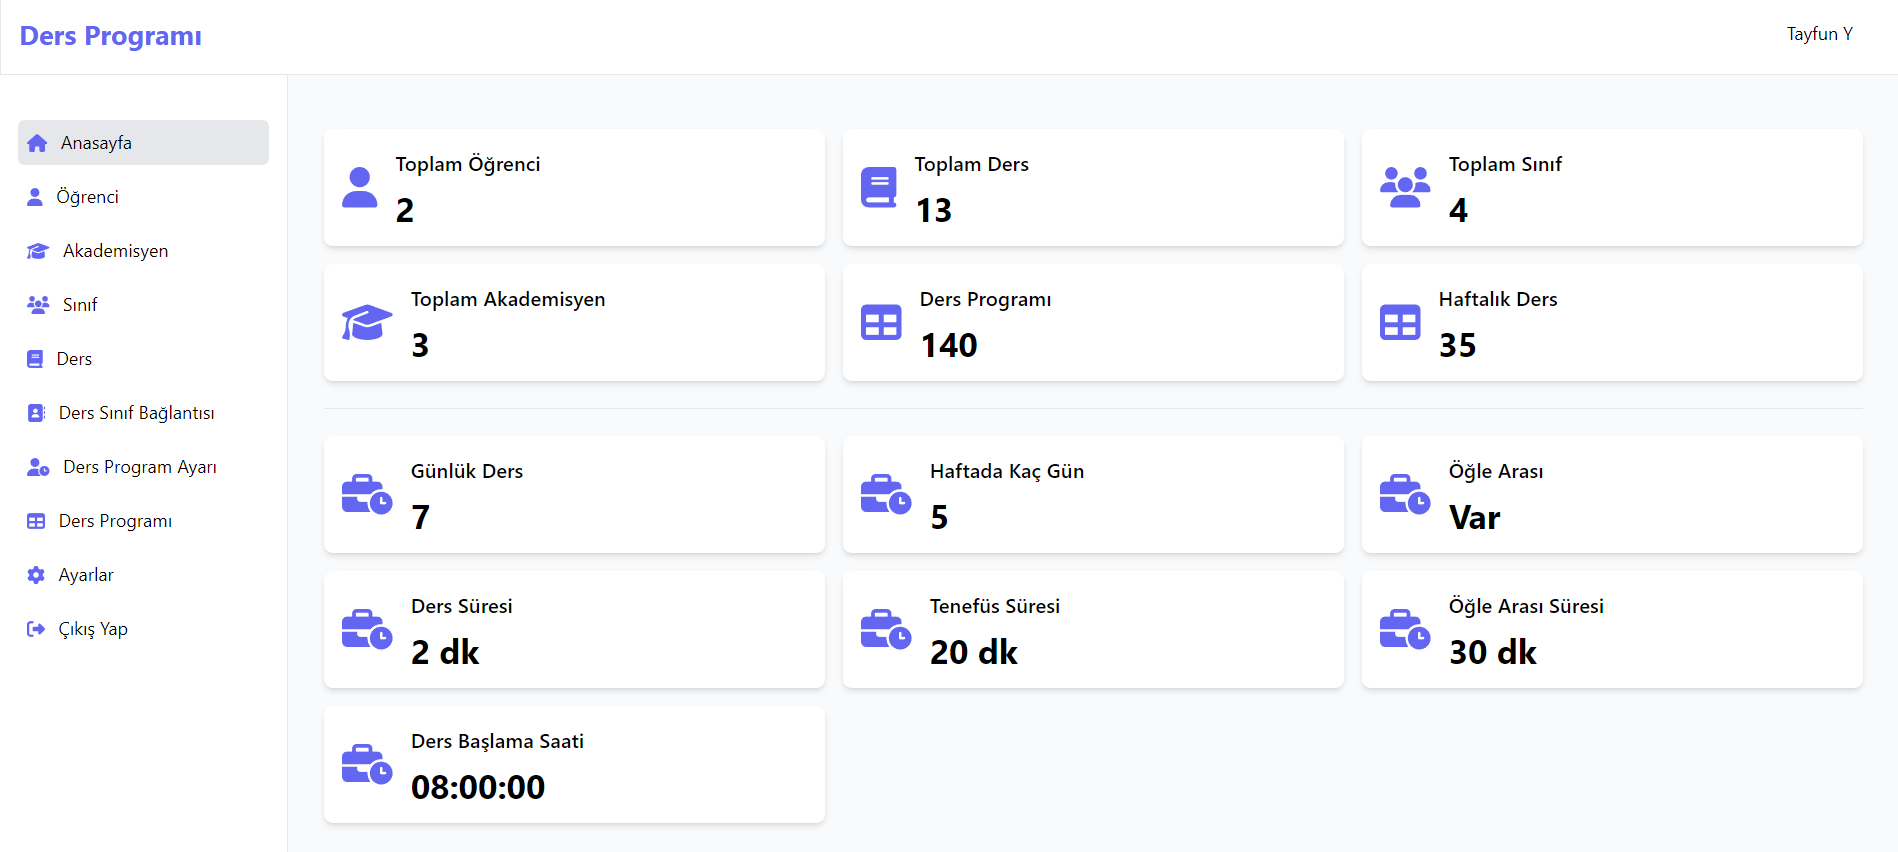 Ders Programı
Tayfun Y
Anasayfa
Öğrenci
Akademisyen
Sınıf
Ders
Ders Sınıf Bağlantısı
Ders Program Ayarı
Ders Programı
Ayarlar
Çıkış Yap
Toplam Öğrenci
2
Toplam Ders
13
Toplam Sınıf
4
Toplam Akademisyen
3
Ders Programı
140
Haftalık Ders
35
Günlük Ders
7
Haftada Kaç Gün
5
Öğle Arası
Var
Ders Süresi
2 dk
Tenefüs Süresi
20 dk
Öğle Arası Süresi
30 dk
Ders Başlama Saati
08:00:00